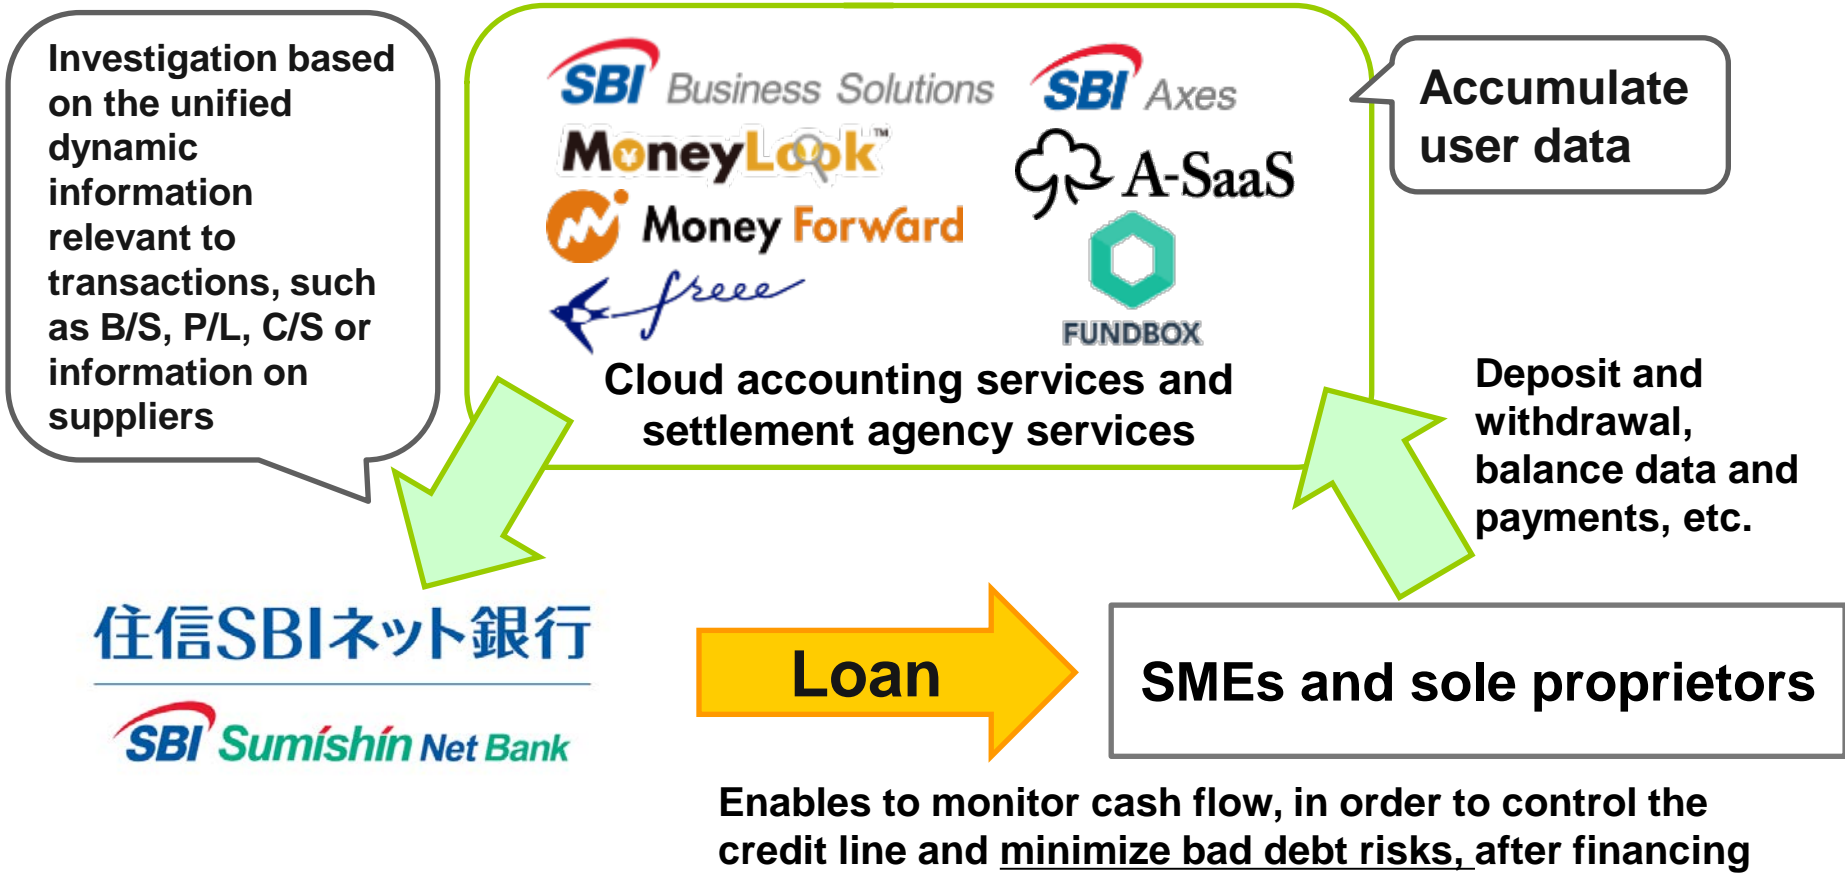 Investigation based
on the unified
dynamic
information
relevant to
transactions, such
as B/S, P/L, C/S or
information on
suppliers
SBI Business Solutions
SBI Axes
MoneyLook™
A-SaaS
Money Forward
freee
FUNDBOX
Cloud accounting services and
settlement agency services
Accumulate
user data
Deposit and
withdrawal,
balance data and
payments, etc.
住信SBIネット銀行
SBI Sumishin Net Bank
Loan
SMEs and sole proprietors
Enables to monitor cash flow, in order to control the
credit line and minimize bad debt risks, after financing